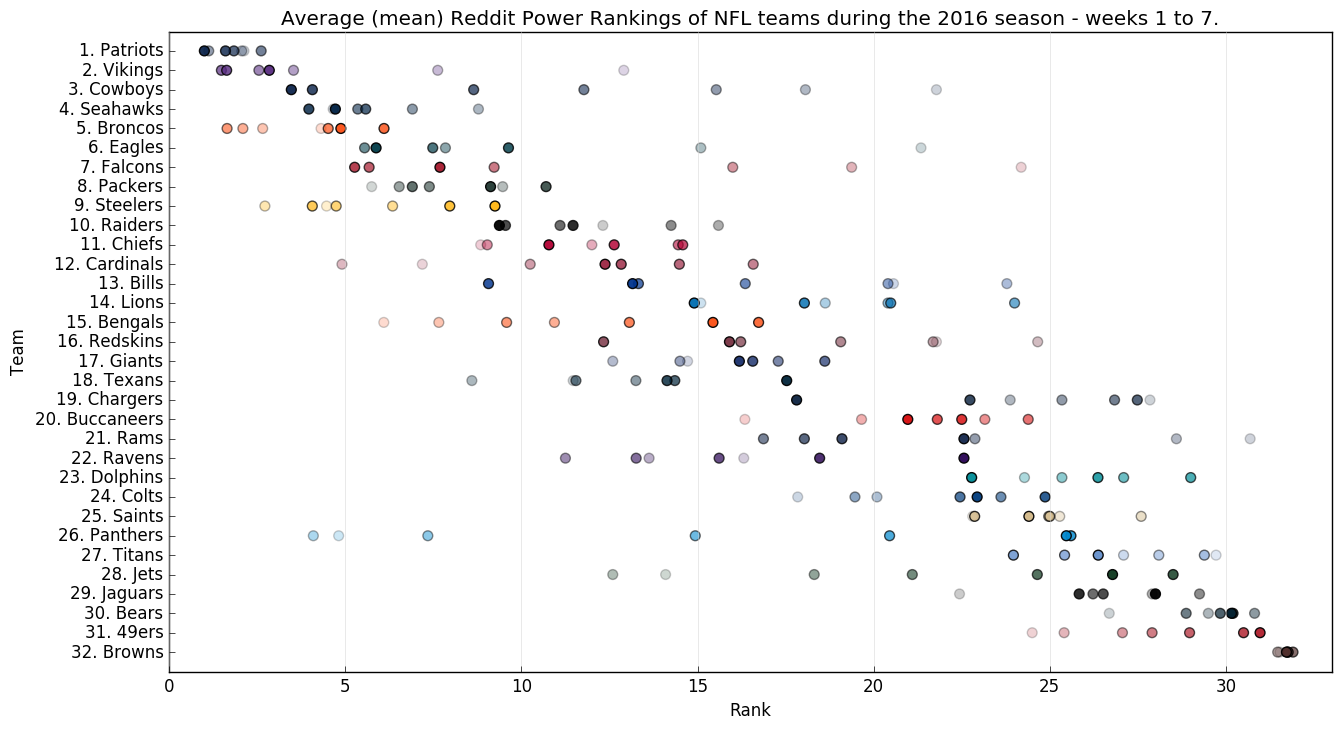 Average (mean) Reddit Power Rankings of NFL teams during the 2016 season - weeks 1 to 7.
1. Patriots
2. Vikings
3. Cowboys
4. Seahawks
5. Broncos
6. Eagles
7. Falcons
8. Packers
9. Steelers
10. Raiders
11. Chiefs
12. Cardinals
13. Bills
14. Lions
15. Bengals
16. Redskins
17. Giants
18. Texans
19. Chargers
20. Buccaneers
21. Rams
22. Ravens
23. Dolphins
24. Colts
25. Saints
26. Panthers
27. Titans
28. Jets
29. Jaguars
30. Bears
31. 49ers
32. Browns
Team
0 5 10 15 20 25 30
Rank